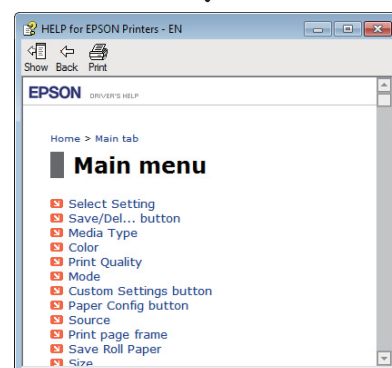 HELP for EPSON Printers - EN
Show Back Print
EPSON DRIVER'S HELP
Home > Main tab
Main menu
Select Setting
Save/Del... button
Media Type
Color
Print Quality
Mode
Custom Settings button
Paper Config button
Source
Print page frame
Save Roll Paper
Size